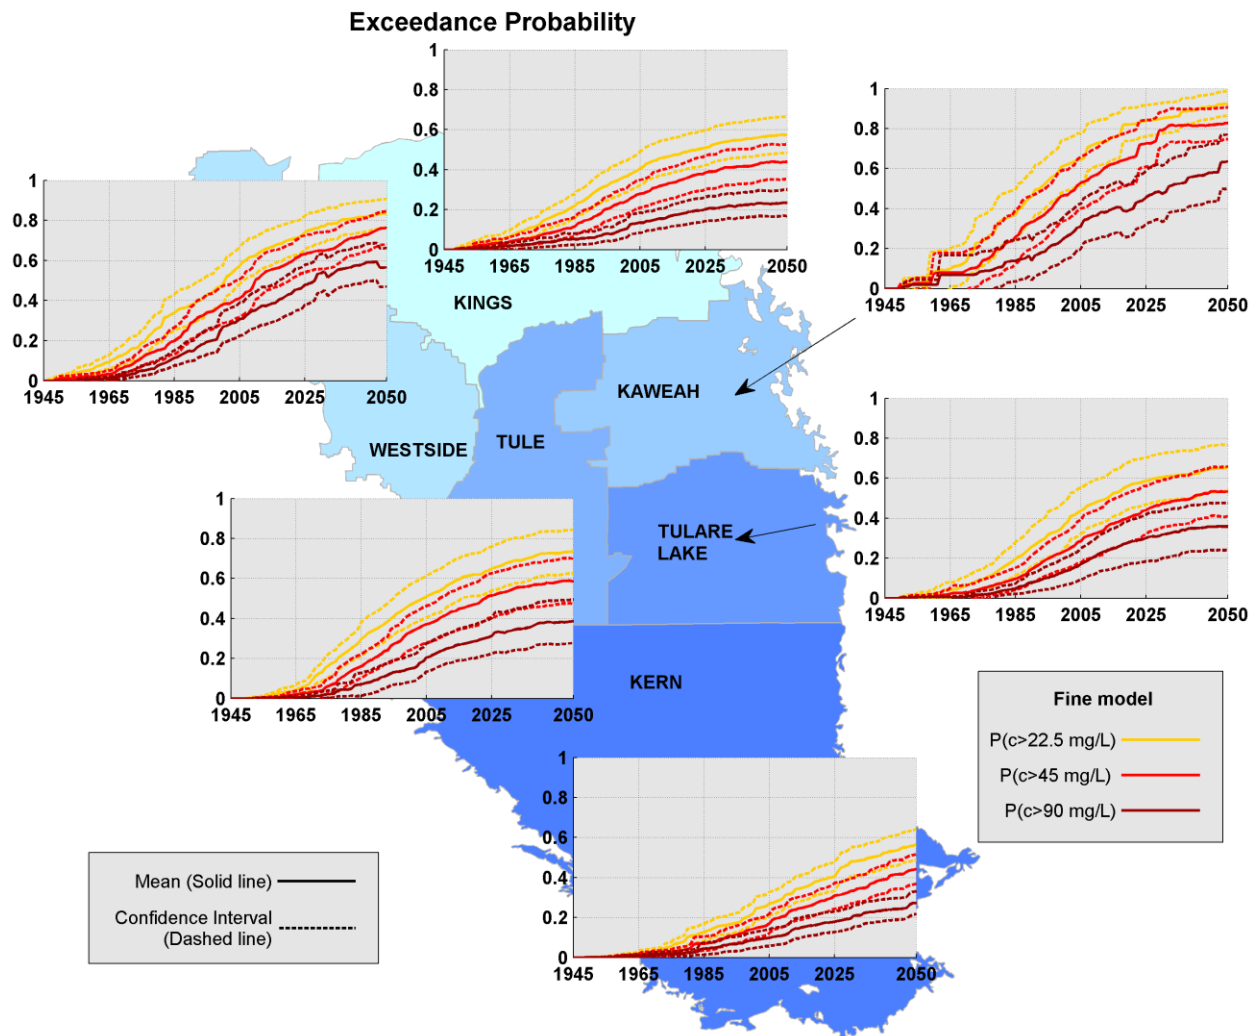 Exceedance Probability
1
0.8
0.6
0.4
0.2
0
1945 1965 1985 2005 2025 2050
1
0.8
0.6
0.4
0.2
0
1945 1965 1985 2005 2025 2050
1
0.8
0.6
0.4
0.2
0
1945 1965 1985 2005 2025 2050
KINGS
KAWEAH
WESTSIDE
TULE
1
0.8
0.6
0.4
0.2
0
1945 1965 1985 2005 2025 2050
TULARE
LAKE
1
0.8
0.6
0.4
0.2
0
1945 1965 1985 2005 2025 2050
KERN
Fine model
P(c>22.5 mg/L)
P(c>45 mg/L)
P(c>90 mg/L)
1
0.8
0.6
0.4
0.2
0
1945 1965 1985 2005 2025 2050
Mean (Solid line)
Confidence Interval
(Dashed line)